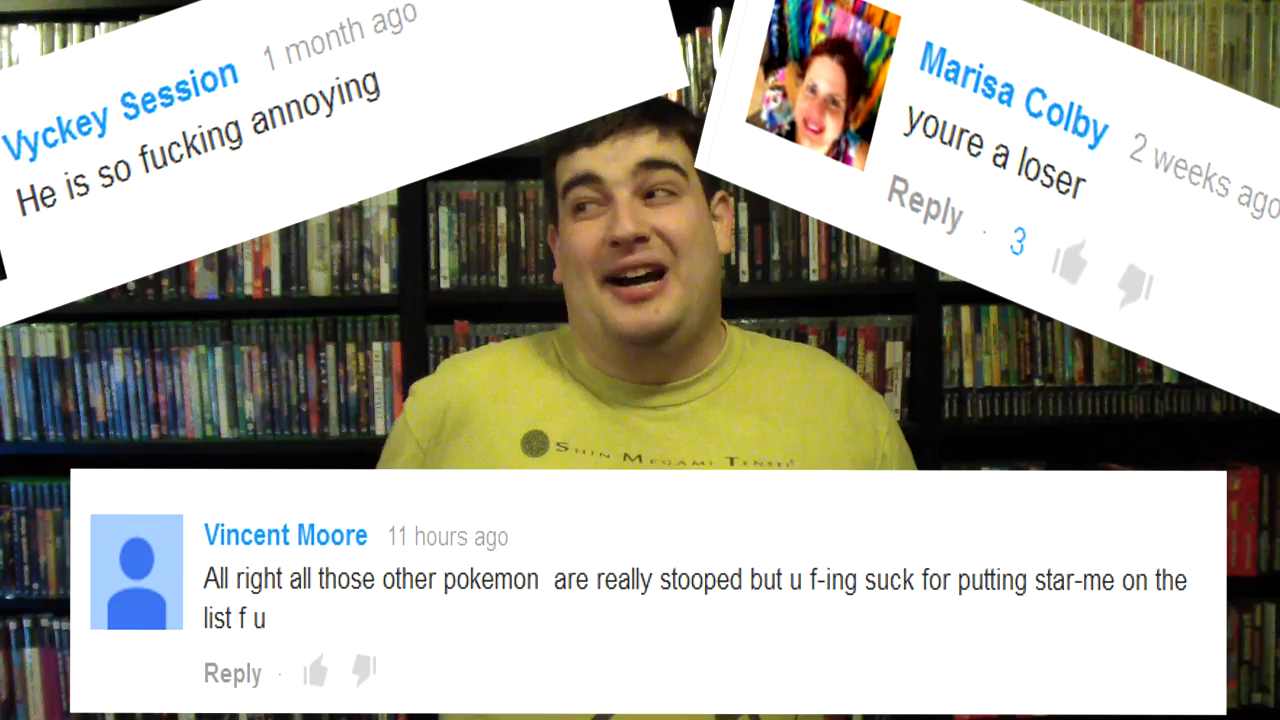 Vyckey Session 1 month ago
He is so fucking annoying
Marisa Colby 2 weeks ago
youre a loser
Reply · 3
SHIN MEGAMI TENSEI
Vincent Moore 11 hours ago
All right all those other pokemon are really stooped but u f-ing suck for putting star-me on the
list f u
Reply ·